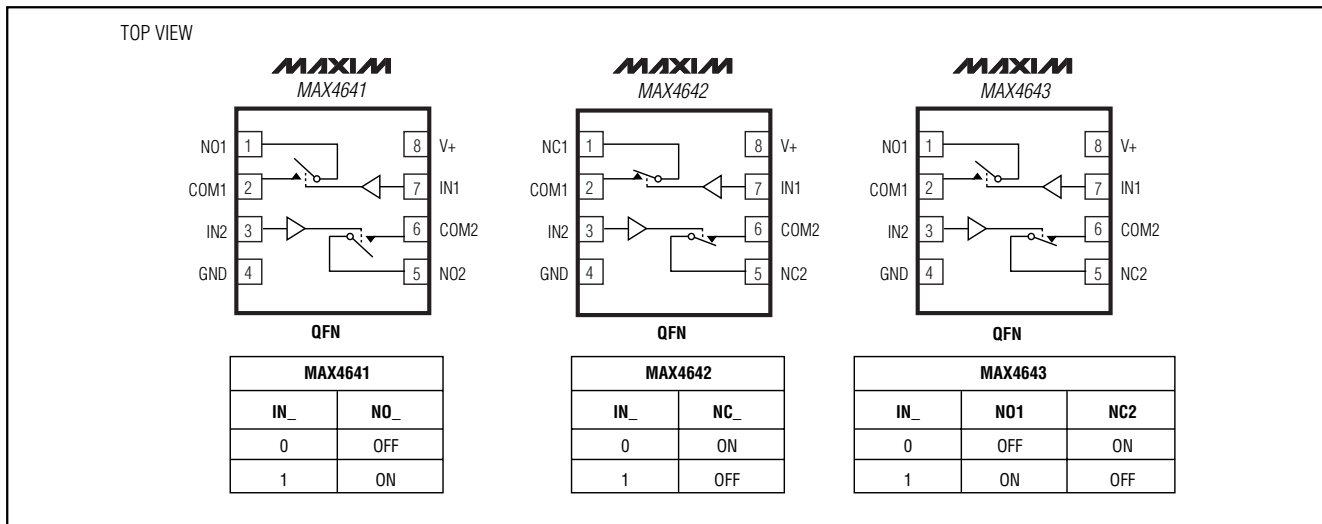 TOP VIEW
MAXIM MAXIM MAXIM
MAX4641 MAX4642 MAX4643
NO1 1 8 V+ NC1 1 8 V+ NO1 1 8 V+
COM1 2 7 IN1 COM1 2 7 IN1 COM1 2 7 IN1
IN2 3 6 COM2 IN2 3 6 COM2 IN2 3 6 COM2
GND 4 5 NO2 GND 4 5 NC2 GND 4 5 NC2
QFN QFN QFN
MAX4641 MAX4642 MAX4643
IN_ NO_ IN_ NC_ IN_ NO1 NC2
0 OFF 0 ON 0 OFF ON
1 ON 1 OFF 1 ON OFF